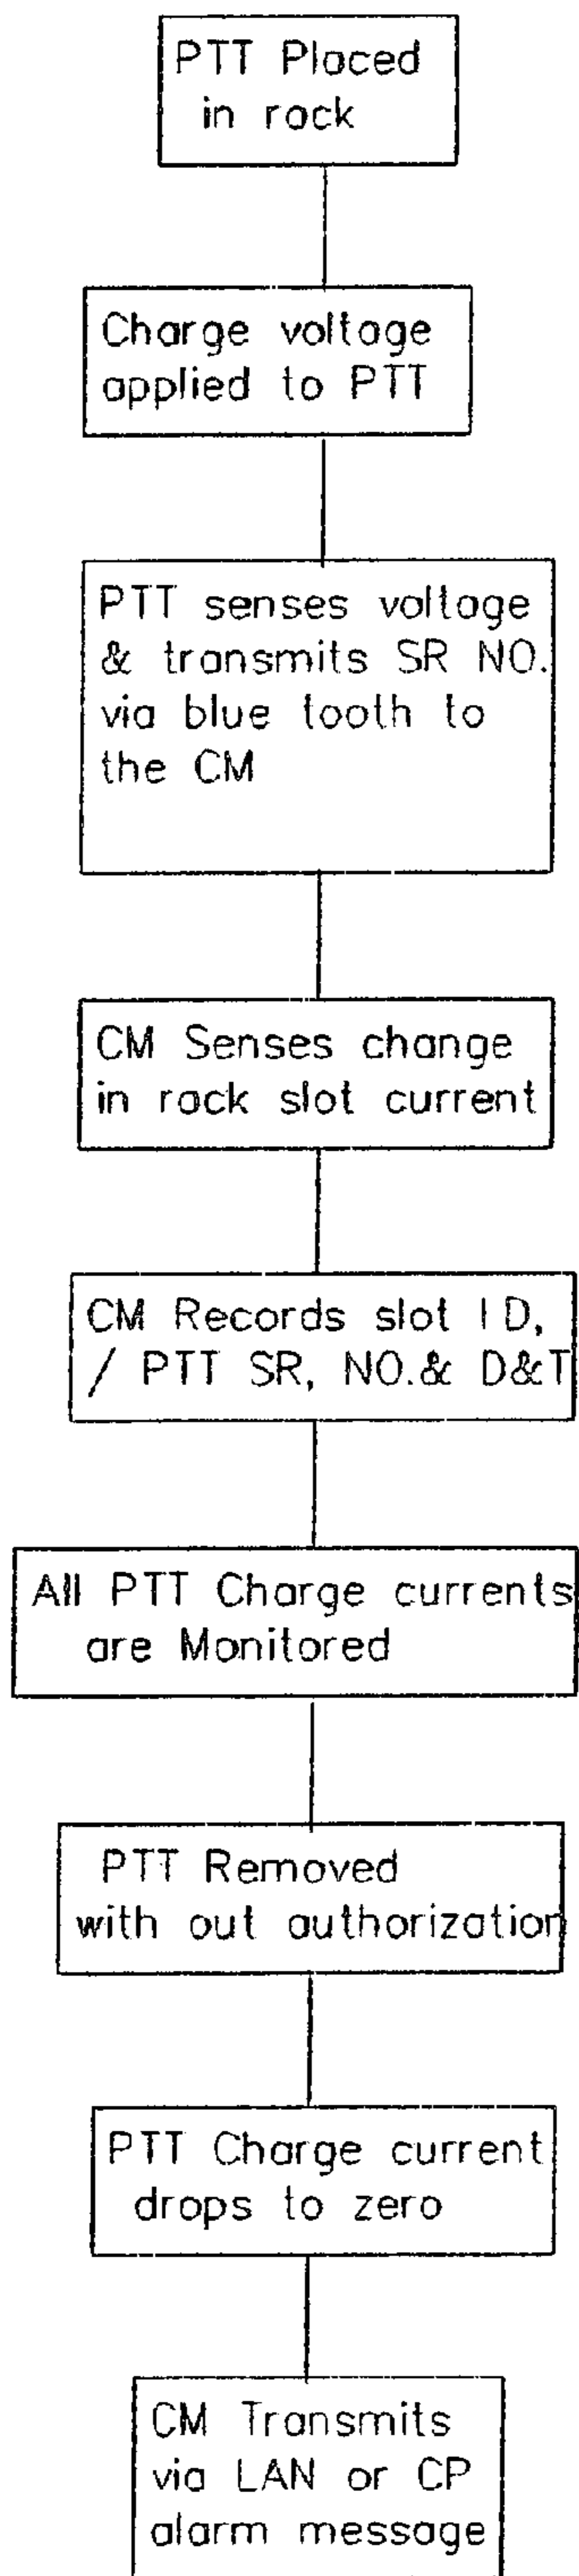 PTT Placed
in rack
Charge voltage
applied to PTT
PTT senses voltage
& transmits SR NO.
via blue tooth to
the CM
CM Senses change
in rack slot current
CM Records slot ID,
/ PTT SR, NO.& D&T
All PTT Charge currents
are Monitored
PTT Removed
with out authorization
PTT Charge current
drops to zero
CM Transmits
via LAN or CP
alarm message